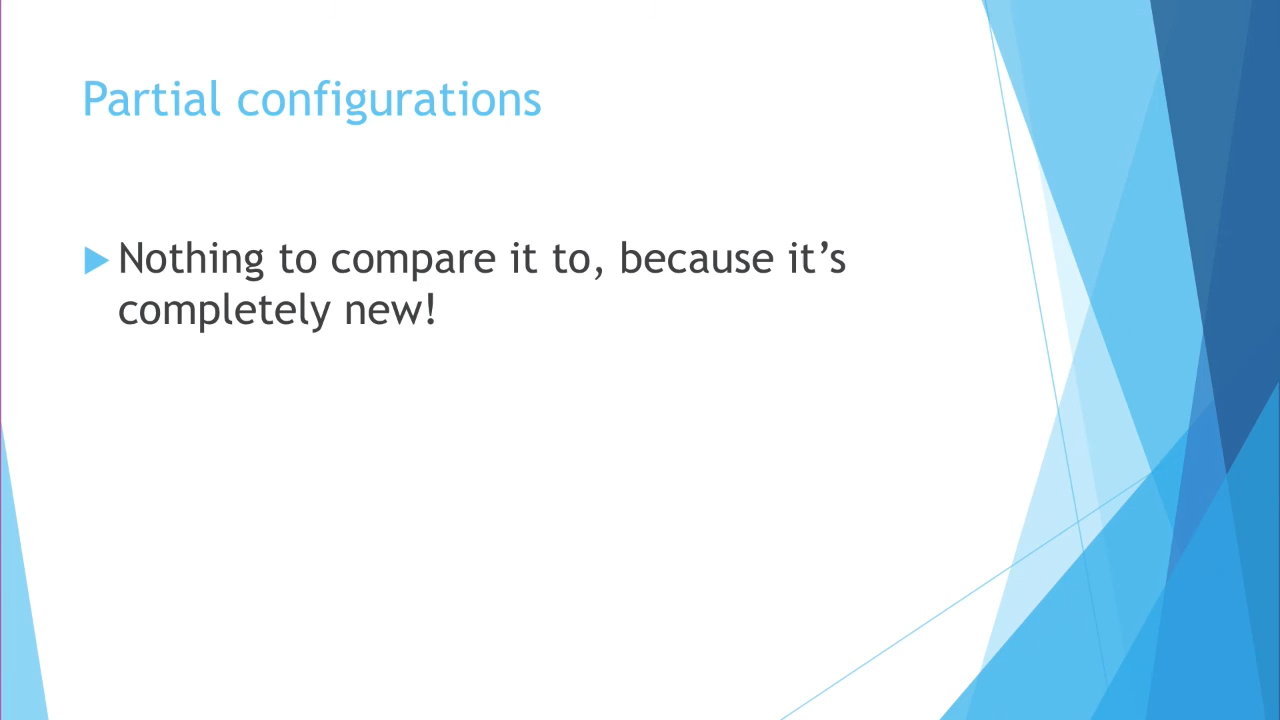 Partial configurations
Nothing to compare it to, because it’s
completely new!